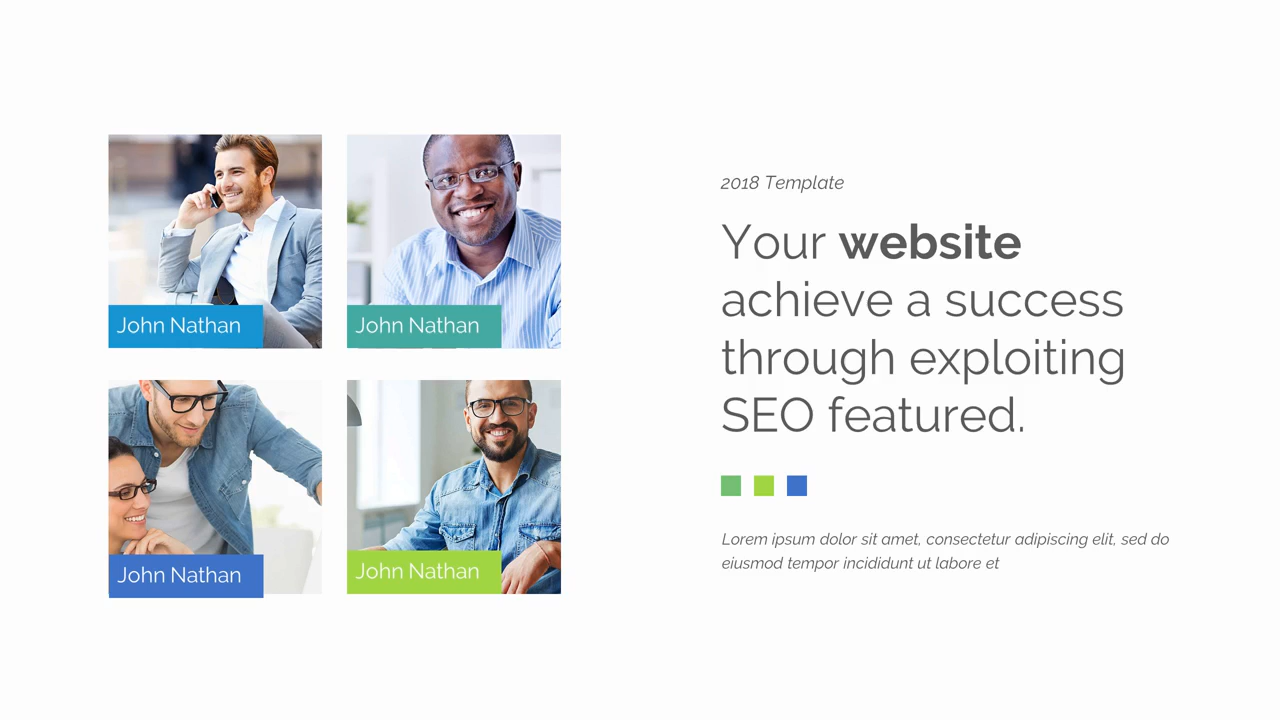 John Nathan
John Nathan
John Nathan
John Nathan
2018 Template
Your website
achieve a success
through exploiting
SEO featured.
Lorem ipsum dolor sit amet, consectetur adipiscing elit, sed do
eiusmod tempor incididunt ut labore et